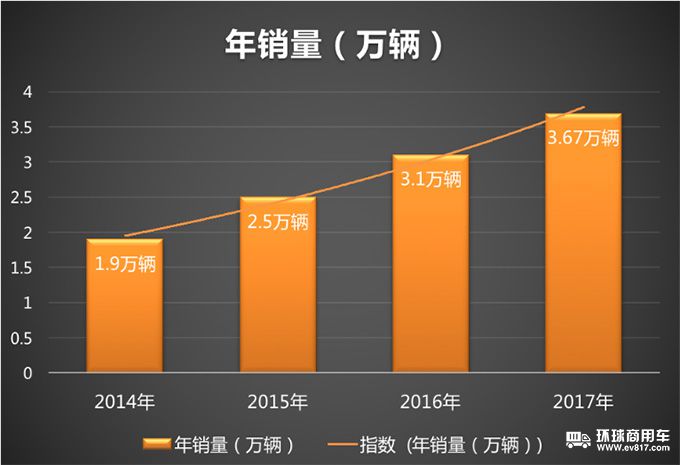 年销量（万辆）
4
3.5
3
2.5
2
1.5
1
0.5
0
1.9万辆
2.5万辆
3.1万辆
3.67万辆
2014年 2015年 2016年 2017年
年销量（万辆） 指数 (年销量（万辆）)
环球商用车
www.ev817.com